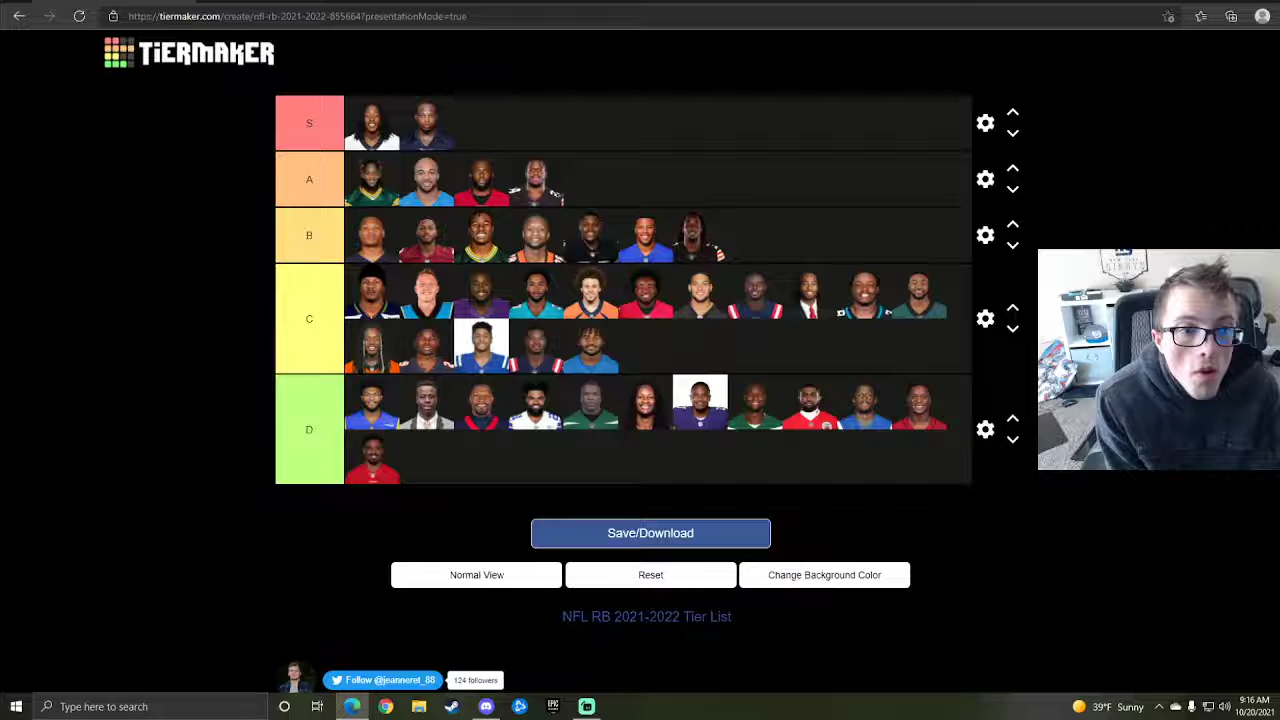 https://tiermaker.com/create/nfl-rb-2021-2022-855664?presentationMode=true
TiERMAKER
S
A
B
C
D
Save/Download
Normal View
Reset
Change Background Color
NFL RB 2021-2022 Tier List
Follow @jeanneret_88
124 followers
Type here to search
EPIC
39°F Sunny
9:16 AM
10/20/2021